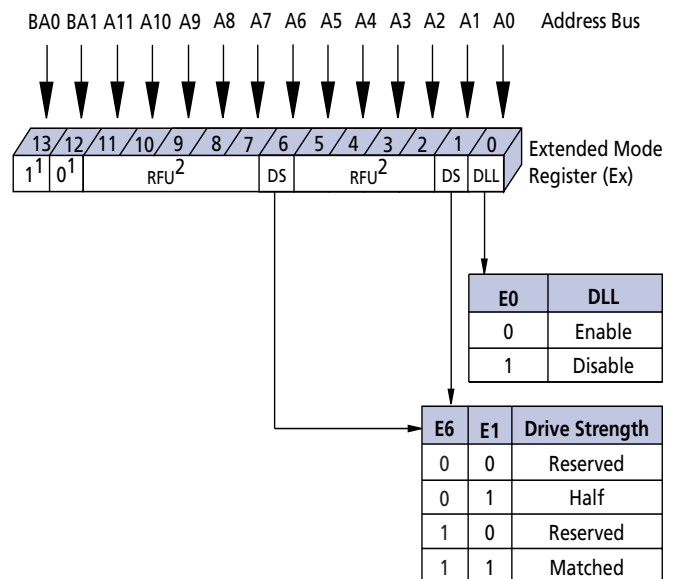 BA0 BA1 A11 A10 A9 A8 A7 A6 A5 A4 A3 A2 A1 A0 Address Bus
13 12 11 10 9 8 7 6 5 4 3 2 1 0
Extended Mode
Register (Ex)
1¹ 0¹ RFU² DS RFU² DS DLL
E0 DLL
0 Enable
1 Disable
E6 E1 Drive Strength
0 0 Reserved
0 1 Half
1 0 Reserved
1 1 Matched